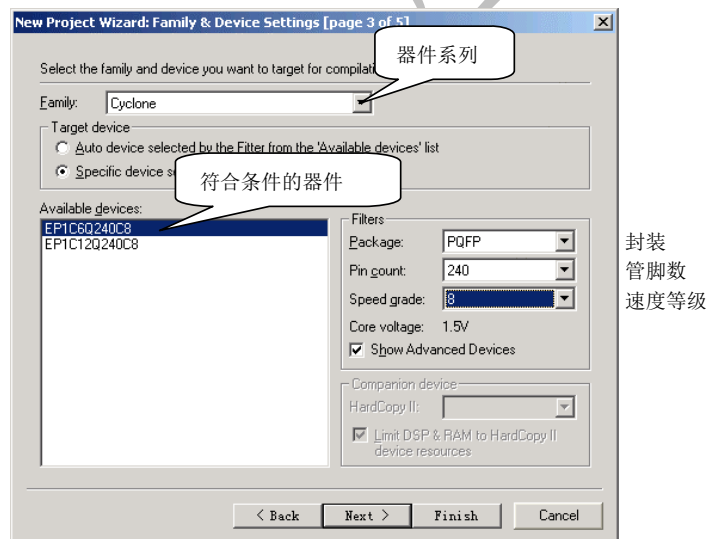 New Project Wizard: Family & Device Settings [page 3 of 5]
器件系列
Select the family and device you want to target for compilati
Family: Cyclone
Target device
Auto device selected by the Fitter from the 'Available devices' list
Specific device s
符合条件的器件
Available devices:
EP1C6Q240C8
EP1C12Q240C8
Filters
Package: PQFP 封装
Pin count: 240 管脚数
Speed grade: 8 速度等级
Core voltage: 1.5V
Show Advanced Devices
Companion device
HardCopy II:
Limit DSP & RAM to HardCopy II
device resources
< Back Next > Finish Cancel